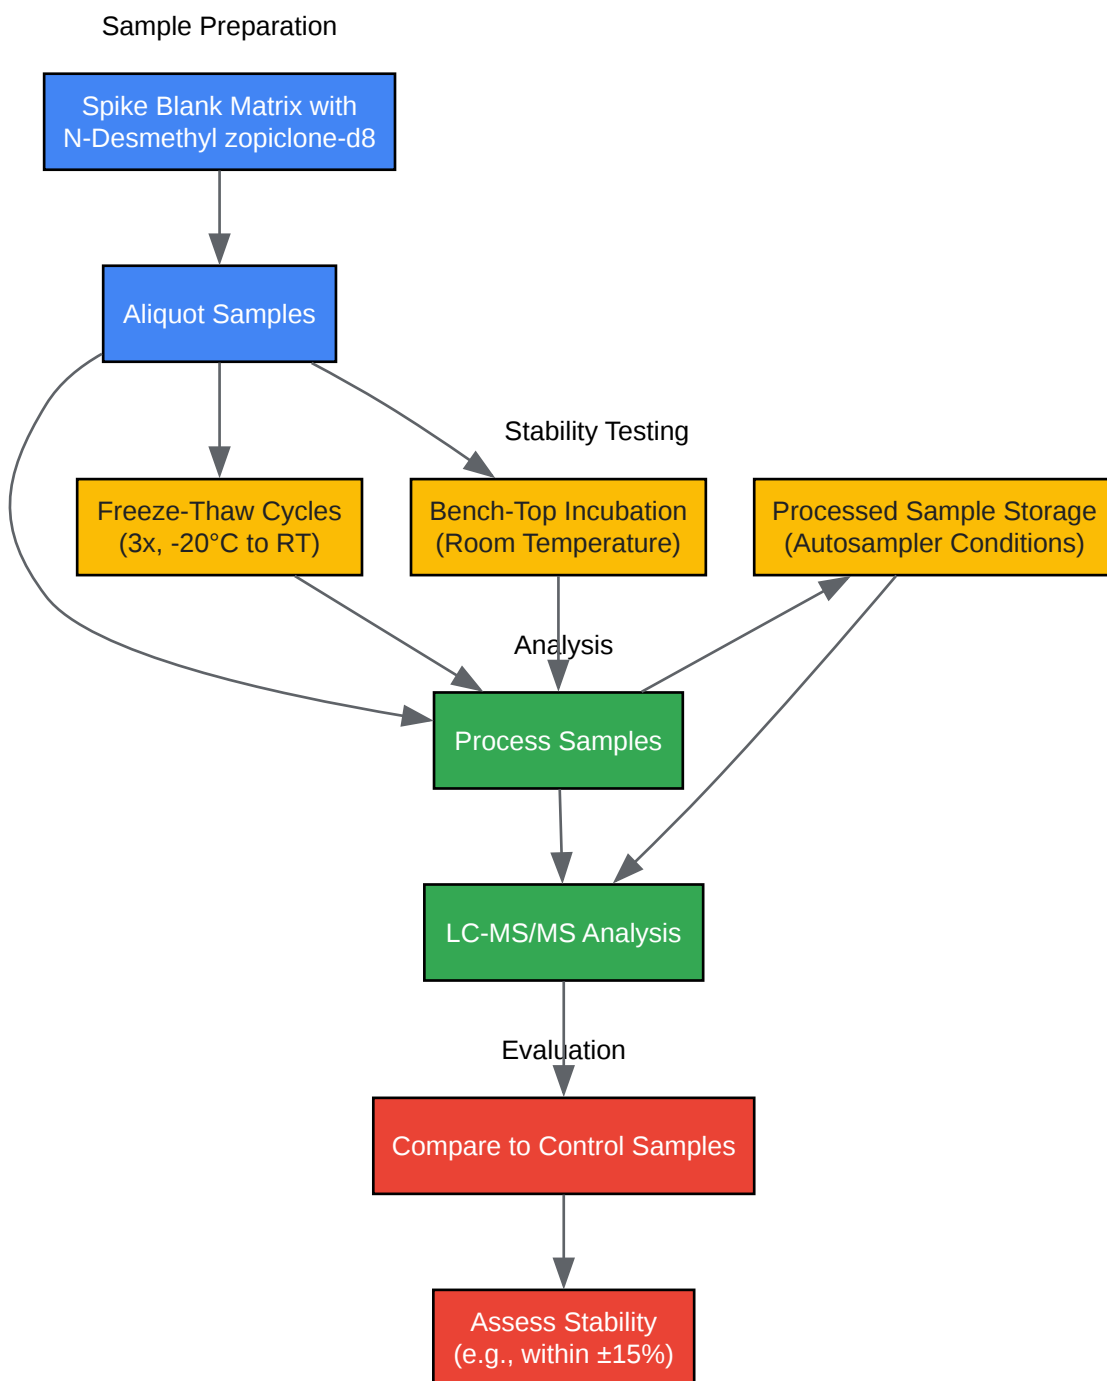 Sample Preparation
Spike Blank Matrix with
N-Desmethyl zopiclone-d8
Aliquot Samples
Stability Testing
Freeze-Thaw Cycles
(3x, -20°C to RT)
Bench-Top Incubation
(Room Temperature)
Processed Sample Storage
(Autosampler Conditions)
Analysis
Process Samples
LC-MS/MS Analysis
Evaluation
Compare to Control Samples
Assess Stability
(e.g., within ±15%)